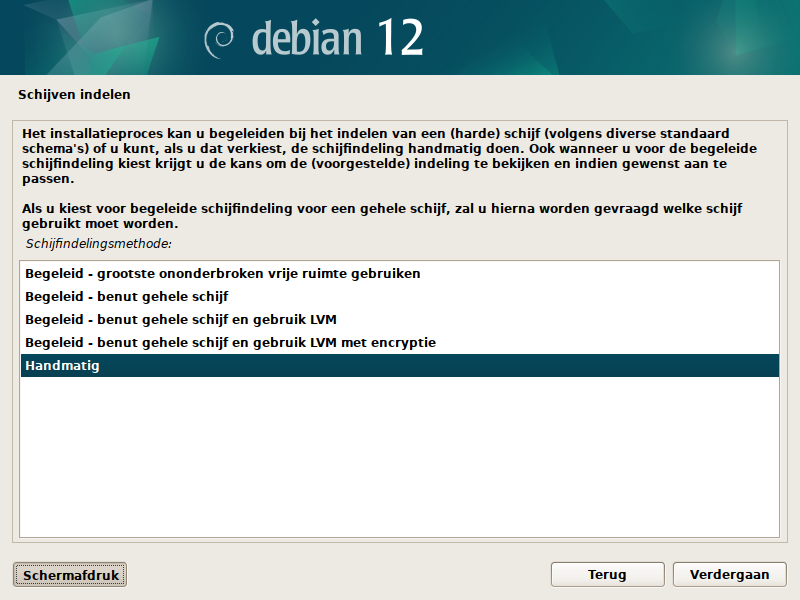 debian 12
Schijven indelen
Het installatieproces kan u begeleiden bij het indelen van een (harde) schijf (volgens diverse standaard
schema's) of u kunt, als u dat verkiest, de schijfindeling handmatig doen. Ook wanneer u voor de begeleide
schijfindeling kiest krijgt u de kans om de (voorgestelde) indeling te bekijken en indien gewenst aan te
passen.
Als u kiest voor begeleide schijfindeling voor een gehele schijf, zal u hierna worden gevraagd welke schijf
gebruikt moet worden.
Schijfindelingsmethode:
Begeleid - grootste ononderbroken vrije ruimte gebruiken
Begeleid - benut gehele schijf
Begeleid - benut gehele schijf en gebruik LVM
Begeleid - benut gehele schijf en gebruik LVM met encryptie
Handmatig
Schermafdruk
Terug
Verdergaan